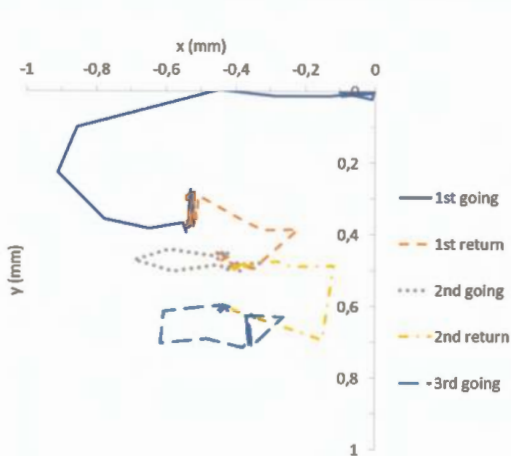 x (mm)
-1 -0,8 -0,6 -0,4 -0,2 0
0
0,2
0,4
0,6
0,8
1
y (mm)
1st going
1st return
2nd going
2nd return
3rd going